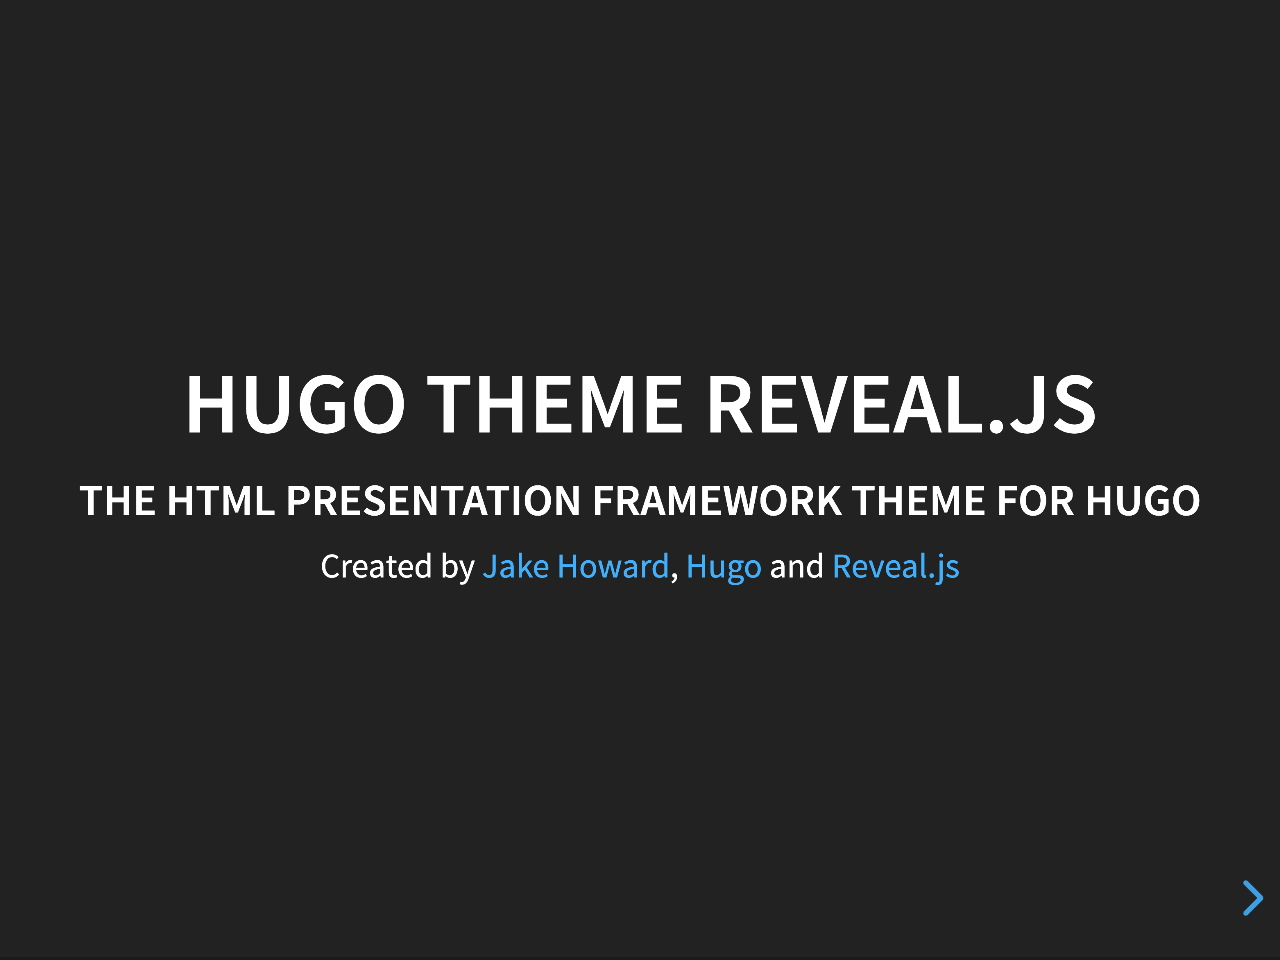 HUGO THEME REVEAL.JS
THE HTML PRESENTATION FRAMEWORK THEME FOR HUGO
Created by Jake Howard, Hugo and Reveal.js